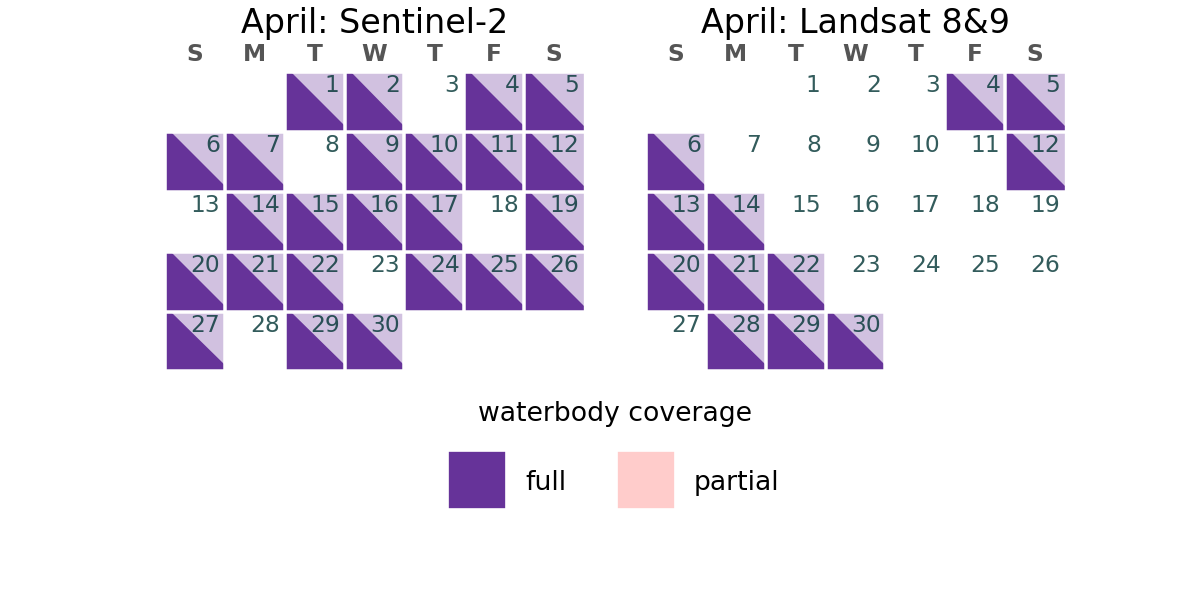 April: Sentinel-2
S M T W T F S
1 2 3 4 5
6 7 8 9 10 11 12
13 14 15 16 17 18 19
20 21 22 23 24 25 26
27 28 29 30
April: Landsat 8&9
S M T W T F S
1 2 3 4 5
6 7 8 9 10 11 12
13 14 15 16 17 18 19
20 21 22 23 24 25 26
27 28 29 30
waterbody coverage
full partial